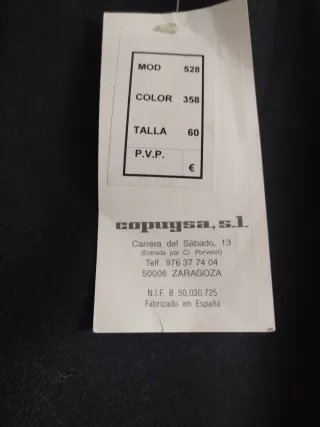 MOD 528
COLOR 358
TALLA 60
P.V.P. €
copuysa, s.l.
Carrera del Sábado, 13
(Entrada por C/. Porvenir)
Telf. 976 37 74 04
50006 ZARAGOZA
N.I.F. B 50.030.725
Fabricado en España